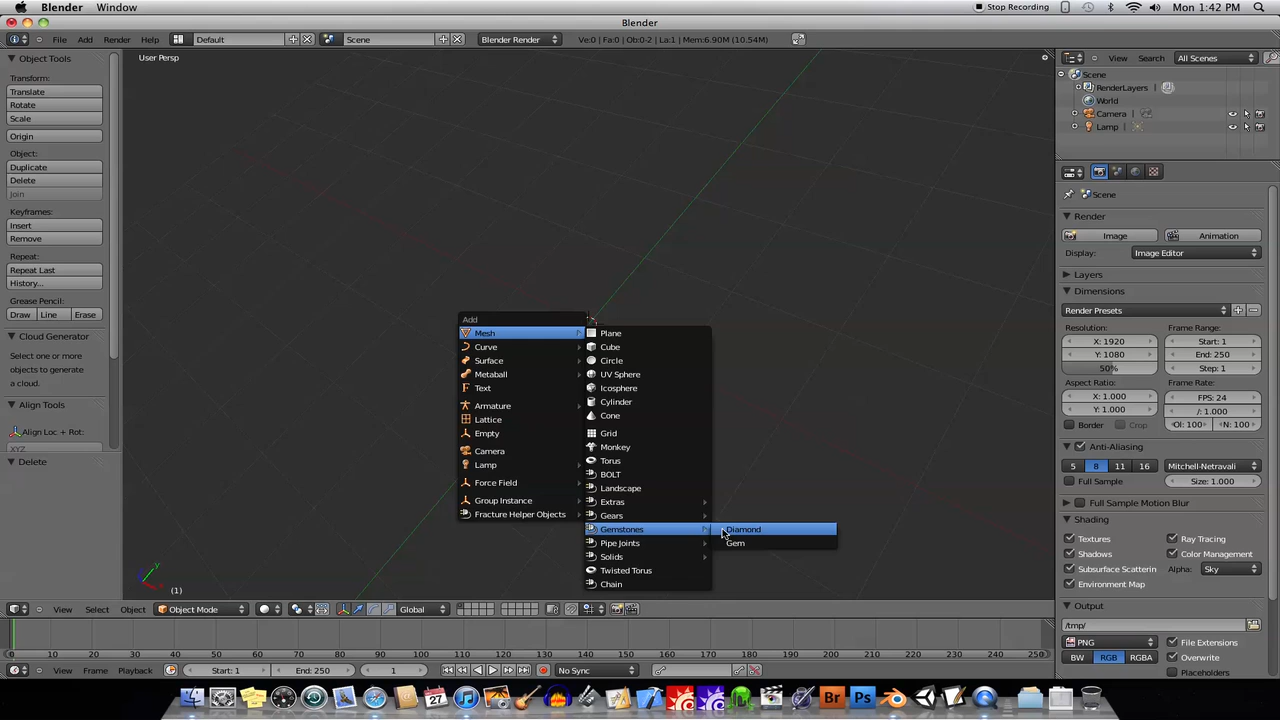 Blender Window Stop Recording Mon 1:42 PM
Blender
File Add Render Help Default Scene Blender Render Ve:0 | Fa:0 | Ob:0-2 | La:1 | Mem:6.90M (10.54M) View Search All Scenes
Object Tools
Transform:
Translate
Rotate
Scale
Origin
Object:
Duplicate
Delete
Join
Keyframes:
Insert
Remove
Repeat:
Repeat Last
History...
Grease Pencil:
Draw Line Erase
Cloud Generator
Select one or more
objects to generate
a cloud.
Align Tools
Align Loc + Rot:
XYZ
Delete
User Persp
Add
Mesh
Curve
Surface
Metaball
Text
Armature
Lattice
Empty
Camera
Lamp
Force Field
Group Instance
Fracture Helper Objects
Plane
Cube
Circle
UV Sphere
Icosphere
Cylinder
Cone
Grid
Monkey
Torus
BOLT
Landscape
Extras
Gears
Gemstones
Pipe Joints
Solids
Twisted Torus
Chain
Diamond
Gem
(1)
View Select Object Object Mode Global
0 10 20 30 40 50 60 70 80 90 100 110 120 130 140 150 160 170 180 190 200 210 220 230 240 250
View Frame Playback Start: 1 End: 250 1 No Sync
Scene
RenderLayers
World
Camera
Lamp
Scene
Render
Image Animation
Display: Image Editor
Layers
Dimensions
Render Presets
Resolution: Frame Range:
X: 1920 Start: 1
Y: 1080 End: 250
50% Step: 1
Aspect Ratio: Frame Rate:
X: 1.000 FPS: 24
Y: 1.000 /: 1.000
Border Crop Ol: 100 N: 100
Anti-Aliasing
5 8 11 16 Mitchell-Netravali
Full Sample Size: 1.000
Full Sample Motion Blur
Shading
Textures Ray Tracing
Shadows Color Management
Subsurface Scatterin Alpha: Sky
Environment Map
Output
/tmp/
PNG File Extensions
BW RGB RGBA Overwrite
Placeholders
27
Br Ps